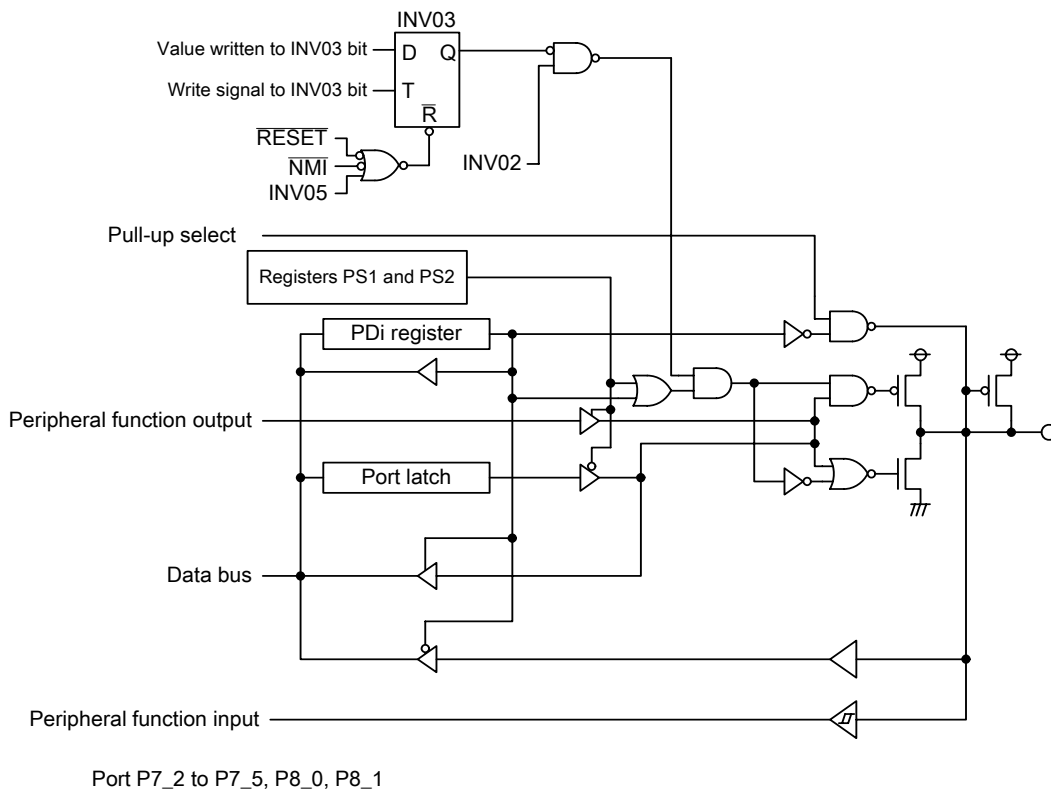 INV03
Value written to INV03 bit
D Q
Write signal to INV03 bit
T
R̅
R̅E̅S̅E̅T̅
N̅M̅I̅
INV05
INV02
Pull-up select
Registers PS1 and PS2
PDi register
Peripheral function output
Port latch
Data bus
Peripheral function input
Port P7_2 to P7_5, P8_0, P8_1